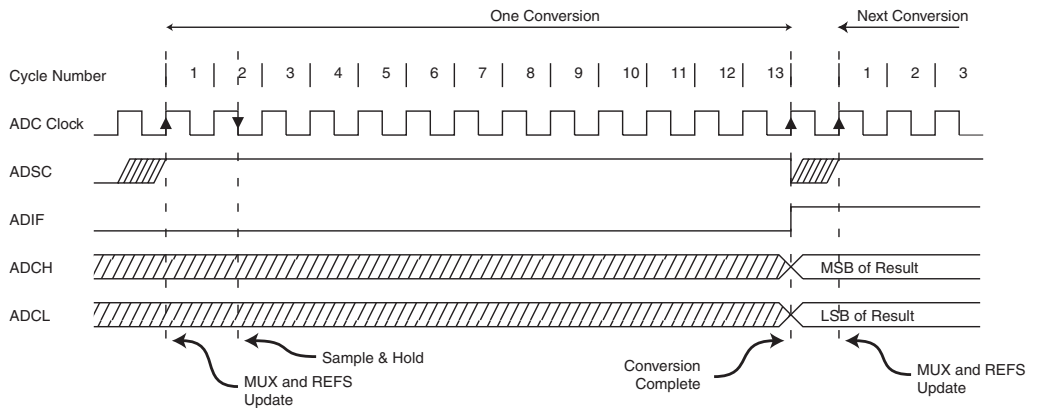 One Conversion
Next Conversion
Cycle Number
1 2 3 4 5 6 7 8 9 10 11 12 13 1 2 3
ADC Clock
ADSC
ADIF
ADCH
MSB of Result
ADCL
LSB of Result
Sample & Hold
MUX and REFS
Update
Conversion
Complete
MUX and REFS
Update